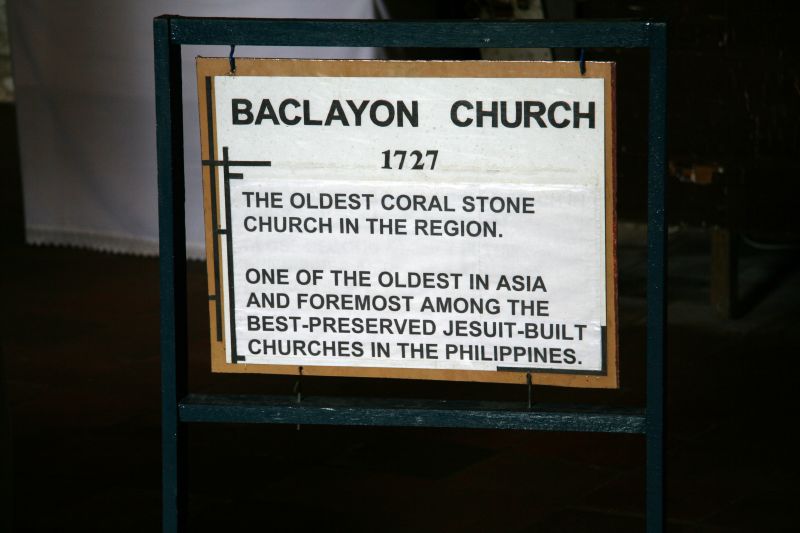 BACLAYON CHURCH
1727
THE OLDEST CORAL STONE
CHURCH IN THE REGION.
ONE OF THE OLDEST IN ASIA
AND FOREMOST AMONG THE
BEST-PRESERVED JESUIT-BUILT
CHURCHES IN THE PHILIPPINES.